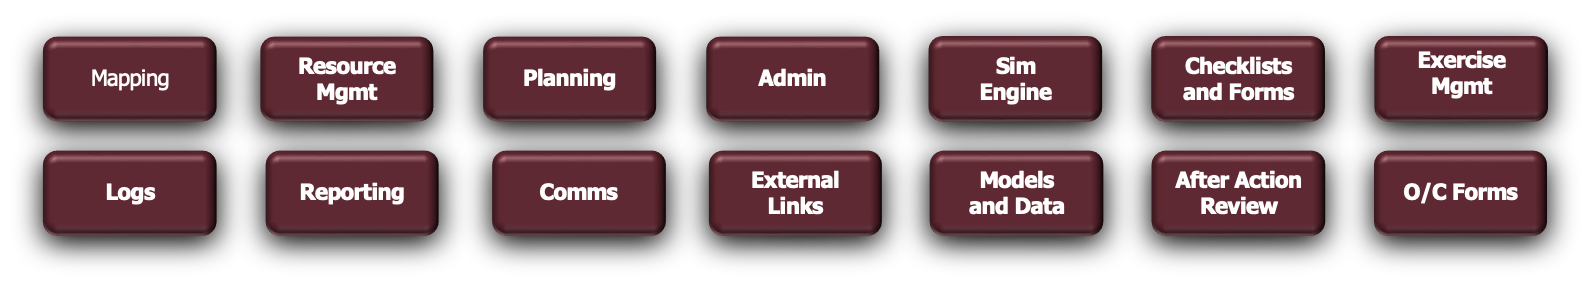 Mapping
Resource
Mgmt
Planning
Admin
Sim
Engine
Checklists
and Forms
Exercise
Mgmt
Logs
Reporting
Comms
External
Links
Models
and Data
After Action
Review
O/C Forms